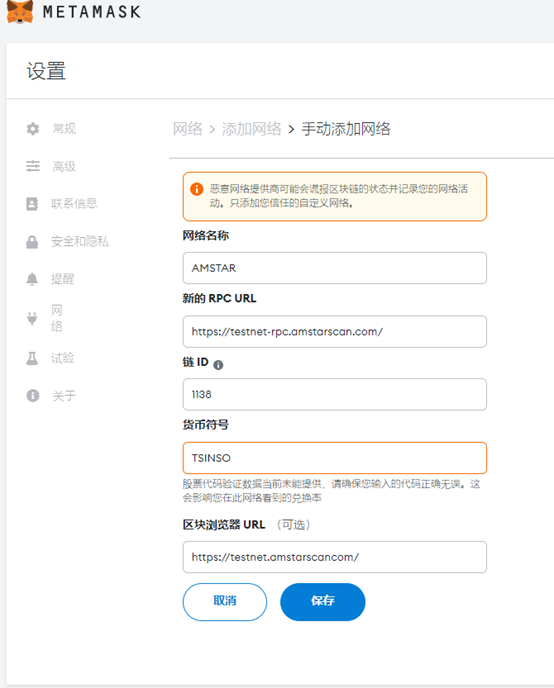 METAMASK
设置
常规
高级
联系信息
安全和隐私
提醒
网
络
试验
关于
网络 > 添加网络 > 手动添加网络
恶意网络提供商可能会谎报区块链的状态并记录您的网络活
动。只添加您信任的自定义网络。
网络名称
AMSTAR
新的 RPC URL
https://testnet-rpc.amstarscan.com/
链 ID
1138
货币符号
TSINSO
股票代码验证数据当前未能提供，请确保您输入的代码正确无误。这
会影响您在此网络看到的兑换率
区块浏览器 URL （可选）
https://testnet.amstarscancom/
取消
保存